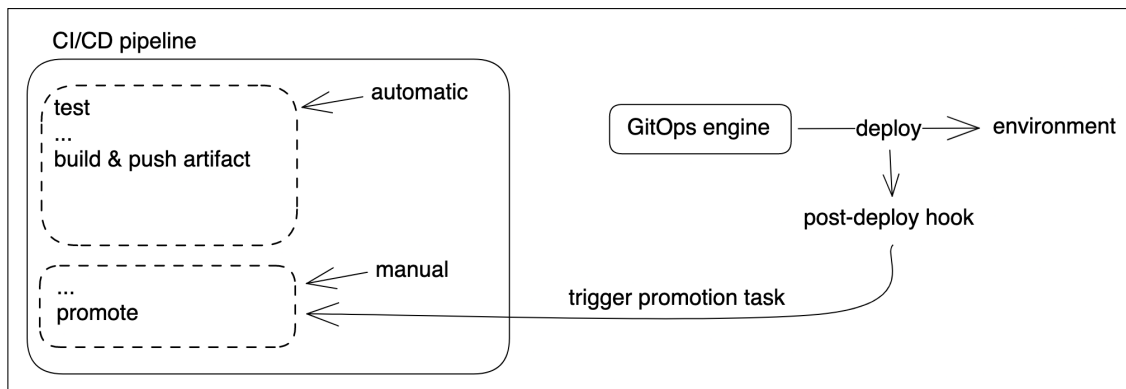 CI/CD pipeline
test
...
build & push artifact
automatic
...
promote
manual
GitOps engine
deploy
environment
post-deploy hook
trigger promotion task